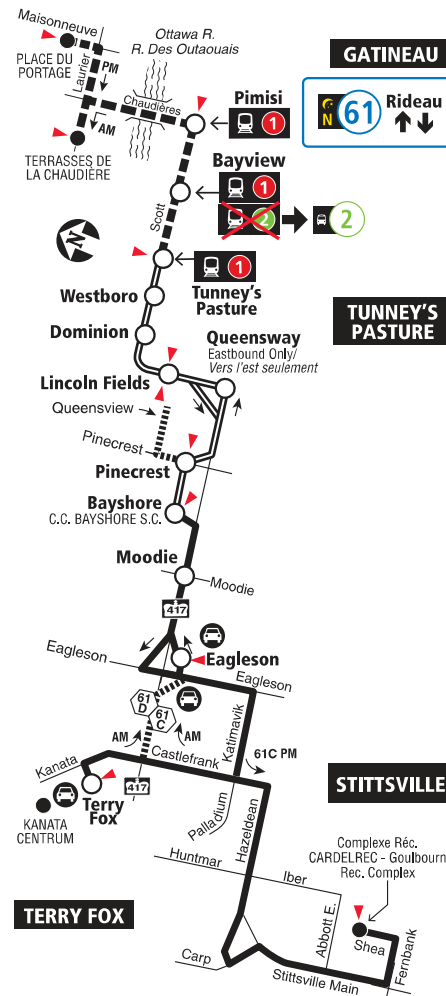 Maisonneuve
Ottawa R.
R. Des Outaouais
GATINEAU
PLACE DU
PORTAGE
Laurier
PM
Chaudières
AM
Pimisi
1
N 61 Rideau
TERRASSES DE
LA CHAUDIÈRE
Bayview
1
2 2
Scott
N
Tunney's
Pasture
1
Westboro
TUNNEY'S
PASTURE
Dominion
Queensway
Eastbound Only/
Vers l'est seulement
Lincoln Fields
Queensview
Pinecrest
Pinecrest
Bayshore
C.C. BAYSHORE S.C.
Moodie
Moodie
417
Eagleson
Eagleson
Eagleson
61
D
61
C
AM
AM
Katimavik
61C PM
Castlefrank
Kanata
417
Terry
Fox
KANATA
CENTRUM
Palladium
Hazeldean
STITTSVILLE
Complexe Réc.
CARDELREC - Goulbourn
Rec. Complex
Huntmar
Iber
Abbott E.
Shea
Fernbank
TERRY FOX
Carp
Stittsville Main